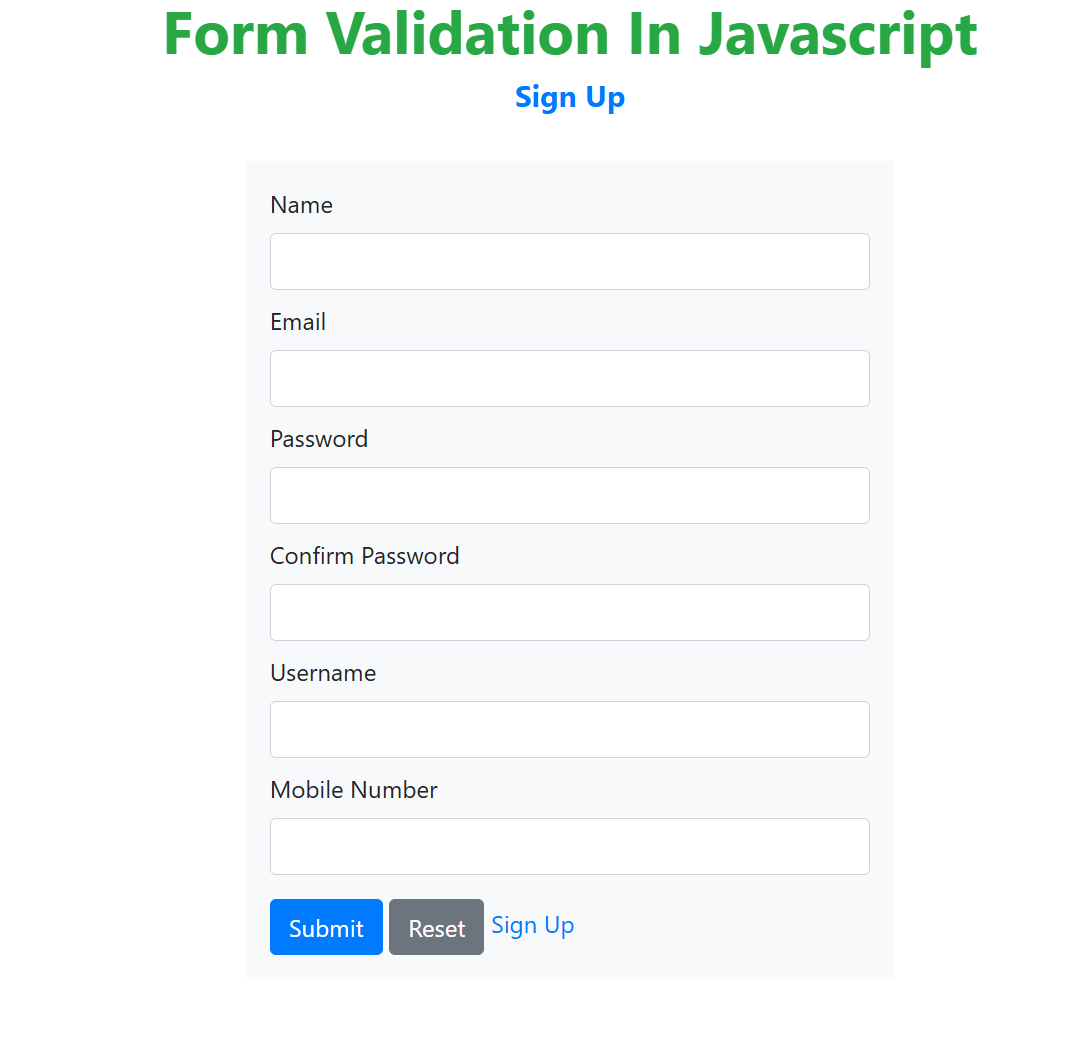 Form Validation In Javascript
Sign Up
Name
Email
Password
Confirm Password
Username
Mobile Number
Submit Reset Sign Up